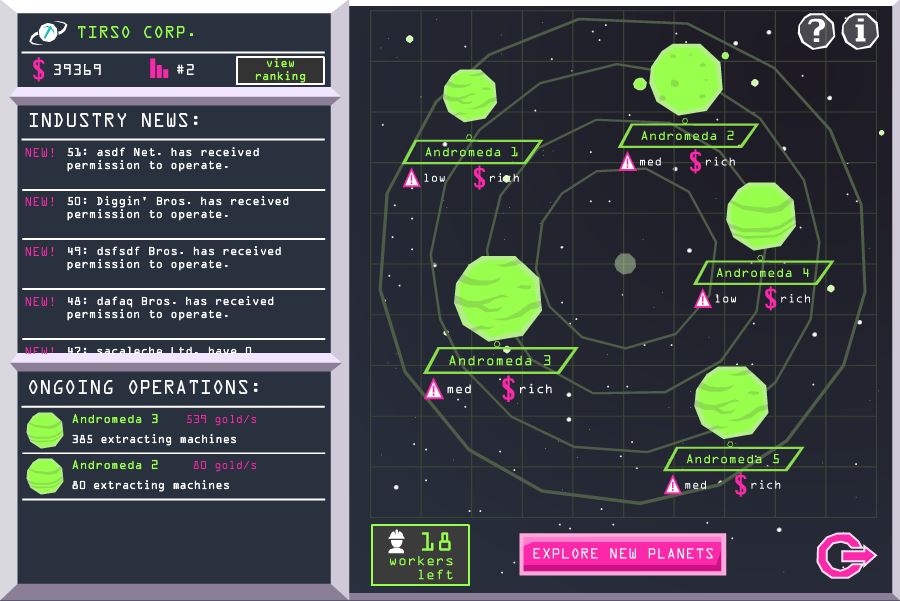 TIRSO CORP.
$ 39369
#2
view
ranking
INDUSTRY NEWS:
NEW! 51: asdf Net. has received
permission to operate.
NEW! 50: Diggin' Bros. has received
permission to operate.
NEW! 49: dsfsdf Bros. has received
permission to operate.
NEW! 48: dafaq Bros. has received
permission to operate.
NEW! 47: sacaleche Ltd. have 0
ONGOING OPERATIONS:
Andromeda 3 539 gold/s
385 extracting machines
Andromeda 2 80 gold/s
80 extracting machines
? i
Andromeda 1
low $ rich
Andromeda 2
med $ rich
Andromeda 4
low $ rich
Andromeda 3
med $ rich
Andromeda 5
med $ rich
18
workers
left
EXPLORE NEW PLANETS